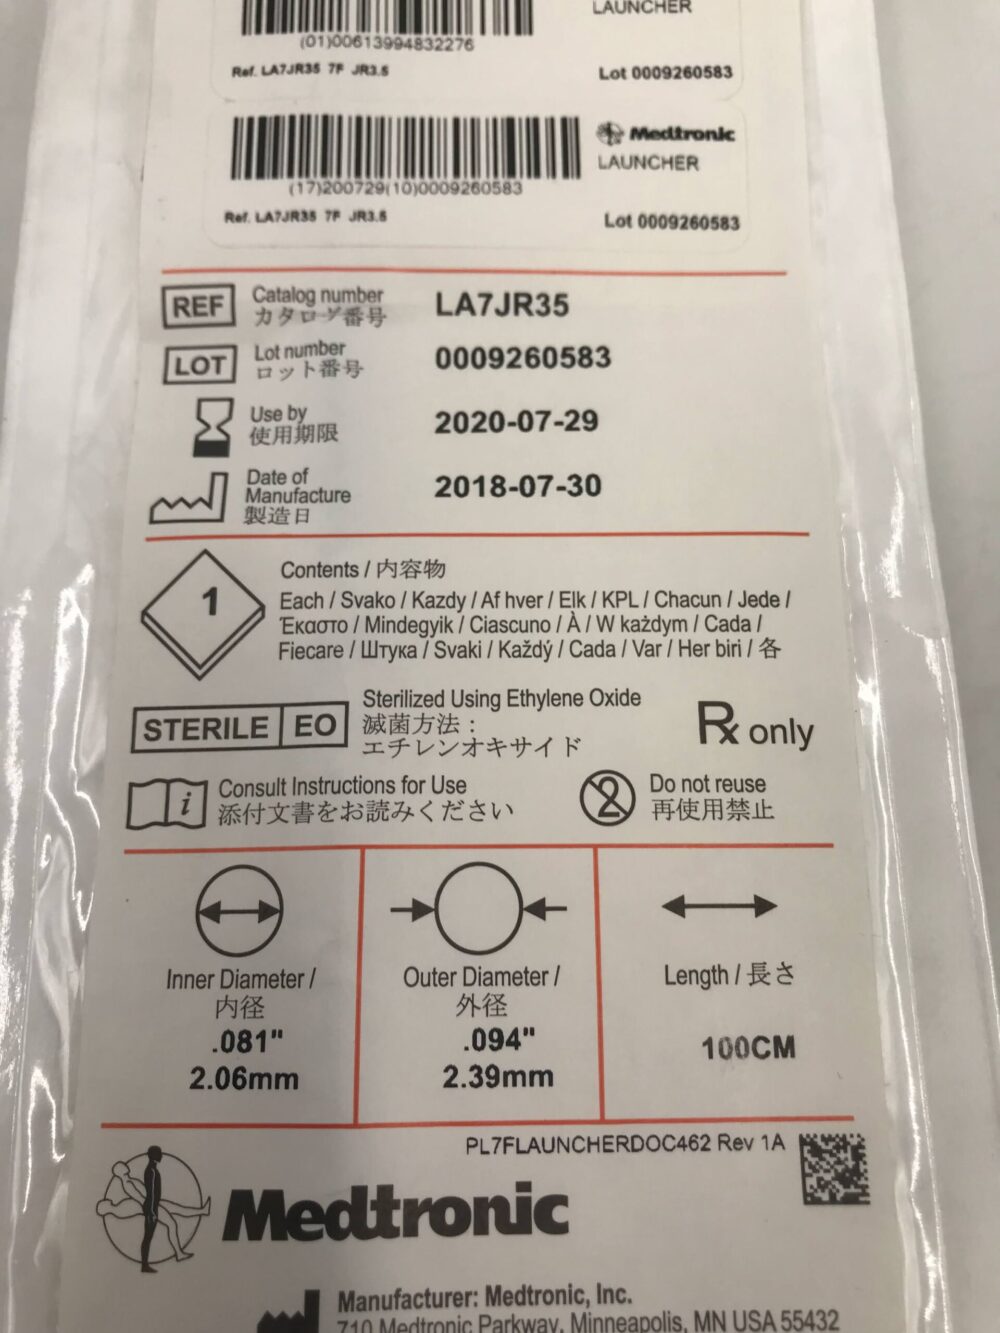 LAUNCHER
(01)00613994832276
Ref. LA7JR35 7F JR3.5
Lot 0009260583
Medtronic
LAUNCHER
(17)200729(10)0009260583
Ref. LA7JR35 7F JR3.5
Lot 0009260583
REF Catalog number LA7JR35
カタログ番号
LOT Lot number 0009260583
ロット番号
Use by 2020-07-29
使用期限
Date of
Manufacture 2018-07-30
製造日
1
Contents / 内容物
Each / Svako / Kazdy / Af hver / Elk / KPL / Chacun / Jede /
Έκαστο / Mindegyik / Ciascuno / À / W każdym / Cada /
Fiecare / Штука / Svaki / Každý / Cada / Var / Her biri / 各
STERILE EO
Sterilized Using Ethylene Oxide
滅菌方法：
エチレンオキサイド
Rx only
i
Consult Instructions for Use
添付文書をお読みください
2
Do not reuse
再使用禁止
Inner Diameter /
内径
.081"
2.06mm
Outer Diameter /
外径
.094"
2.39mm
Length / 長さ
100CM
PL7FLAUNCHERDOC462 Rev 1A
Medtronic
Manufacturer: Medtronic, Inc.
710 Medtronic Parkway, Minneapolis, MN USA 55432